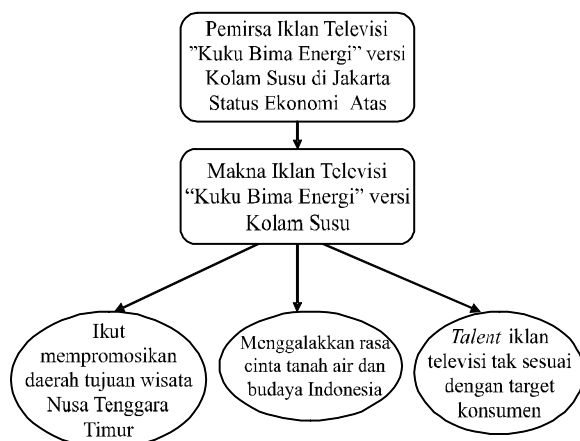 Pemirsa Iklan Televisi
"Kuku Bima Energi" versi
Kolam Susu di Jakarta
Status Ekonomi Atas
Makna Iklan Televisi
"Kuku Bima Energi" versi
Kolam Susu
Ikut
mempromosikan
daerah tujuan wisata
Nusa Tenggara
Timur
Menggalakkan rasa
cinta tanah air dan
budaya Indonesia
Talent iklan
televisi tak sesuai
dengan target
konsumen